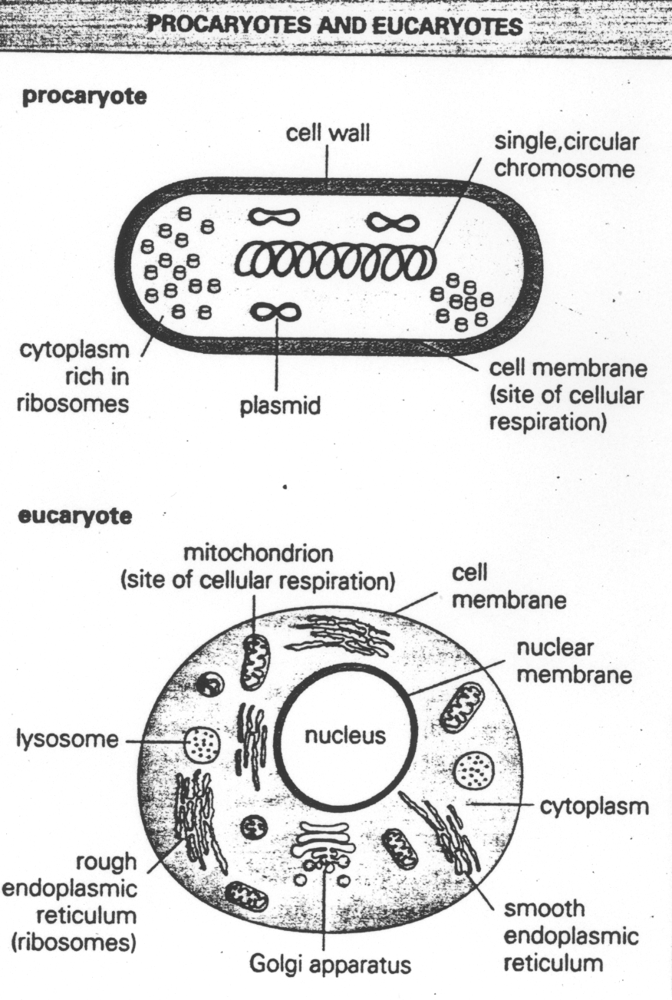 PROCARYOTES AND EUCARYOTES
procaryote
cell wall
single,circular
chromosome
cytoplasm
rich in
ribosomes
plasmid
cell membrane
(site of cellular
respiration)
eucaryote
mitochondrion
(site of cellular respiration)
cell
membrane
nuclear
membrane
nucleus
lysosome
cytoplasm
rough
endoplasmic
reticulum
(ribosomes)
smooth
endoplasmic
reticulum
Golgi apparatus